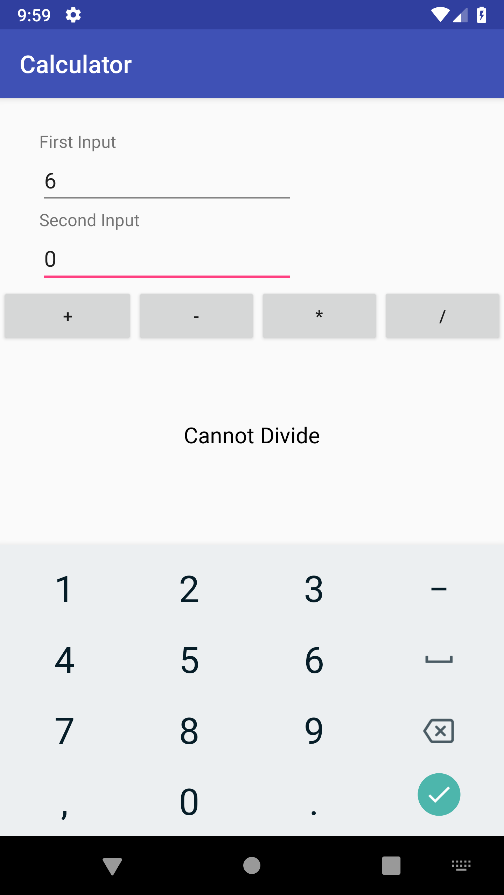 9:59
Calculator
First Input
6
Second Input
0
+ - * /
Cannot Divide
1 2 3 -
4 5 6
7 8 9
, 0 .